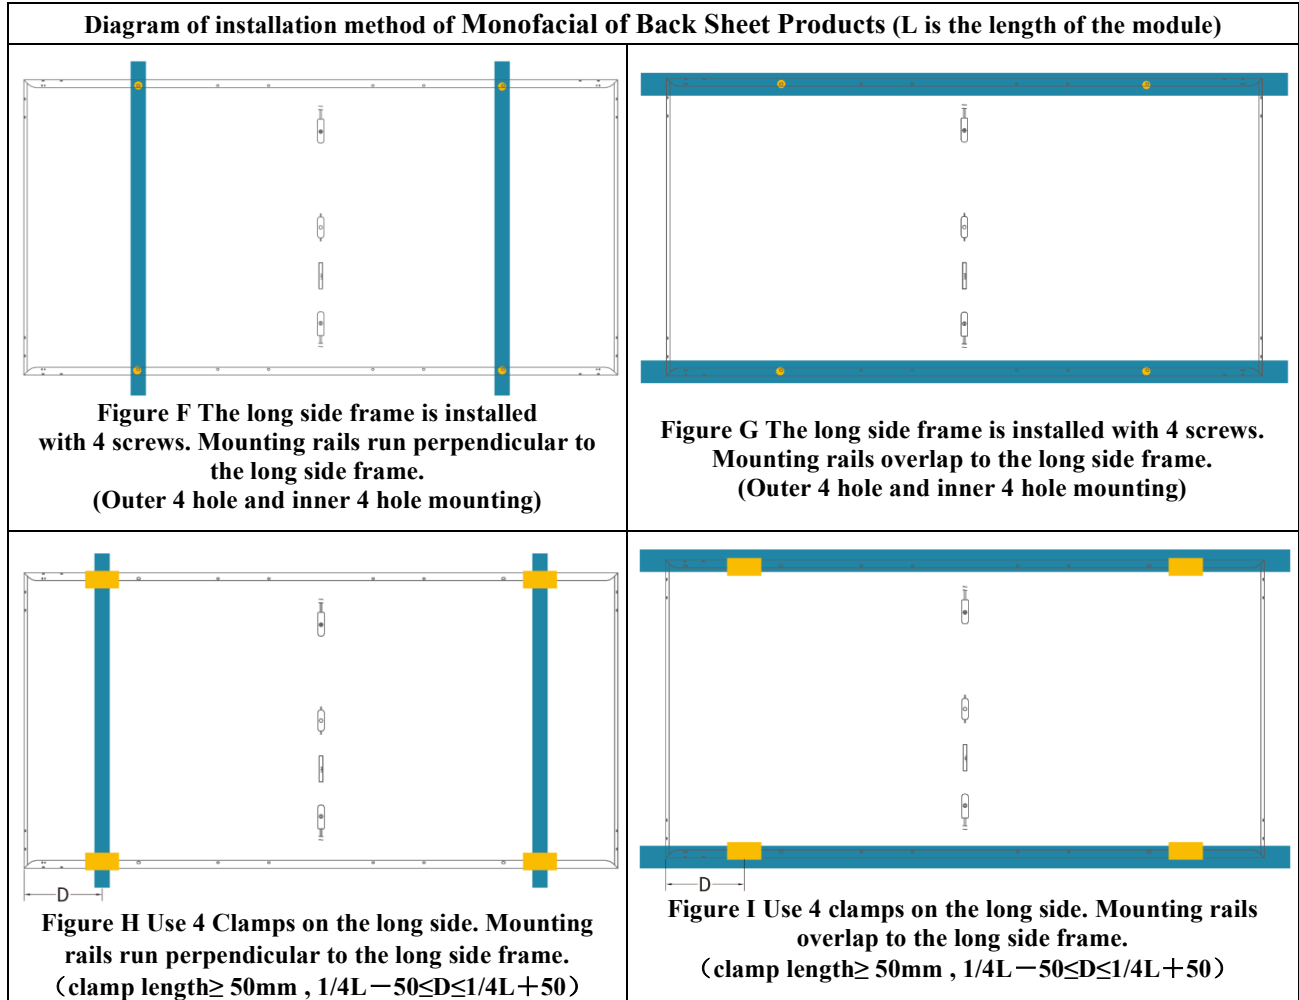 Diagram of installation method of Monofacial of Back Sheet Products (L is the length of the module)
Figure F The long side frame is installed
with 4 screws. Mounting rails run perpendicular to
the long side frame.
(Outer 4 hole and inner 4 hole mounting)
Figure G The long side frame is installed with 4 screws.
Mounting rails overlap to the long side frame.
(Outer 4 hole and inner 4 hole mounting)
D
Figure H Use 4 Clamps on the long side. Mounting
rails run perpendicular to the long side frame.
（clamp length≥ 50mm , 1/4L－50≤D≤1/4L＋50）
D
Figure I Use 4 clamps on the long side. Mounting rails
overlap to the long side frame.
（clamp length≥ 50mm , 1/4L－50≤D≤1/4L＋50）